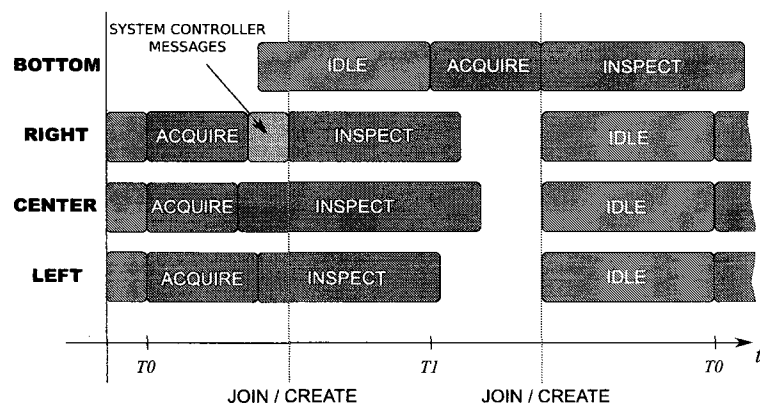 SYSTEM CONTROLLER
MESSAGES
BOTTOM IDLE ACQUIRE INSPECT
RIGHT ACQUIRE INSPECT IDLE
CENTER ACQUIRE INSPECT IDLE
LEFT ACQUIRE INSPECT IDLE
T0 T1 T0 t
JOIN / CREATE JOIN / CREATE